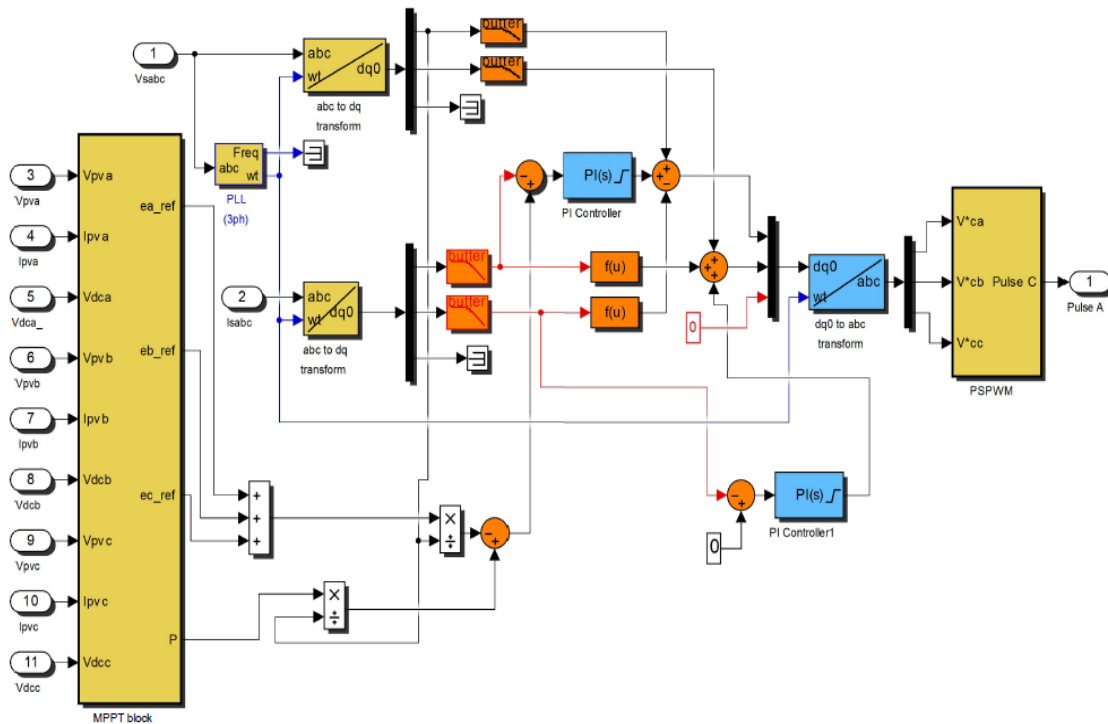 1
Vsabc
abc
wt
dq0
abc to dq
transform
butter
butter
Freq
abc
wt
PLL
(3ph)
3
Vpva
Vpva
4
Ipva
Ipva
5
Vdca_
Vdca
6
Vpvb
Vpvb
7
Ipvb
Ipvb
8
Vdcb
Vdcb
9
Vpvc
Vpvc
10
Ipvc
Ipvc
11
Vdcc
Vdcc
ea_ref
eb_ref
ec_ref
P
MPPT block
2
Isabc
abc
wt
dq0
abc to dq
transform
butter
butter
-
+
PI(s)
PI Controller
+
+
-
f(u)
f(u)
+
+
+
0
dq0
wt
abc
dq0 to abc
transform
V*ca
V*cb
V*cc
Pulse C
PSPWM
1
Pulse A
-
+
0
PI(s)
PI Controller1
+
+
+
×
÷
-
+
×
÷